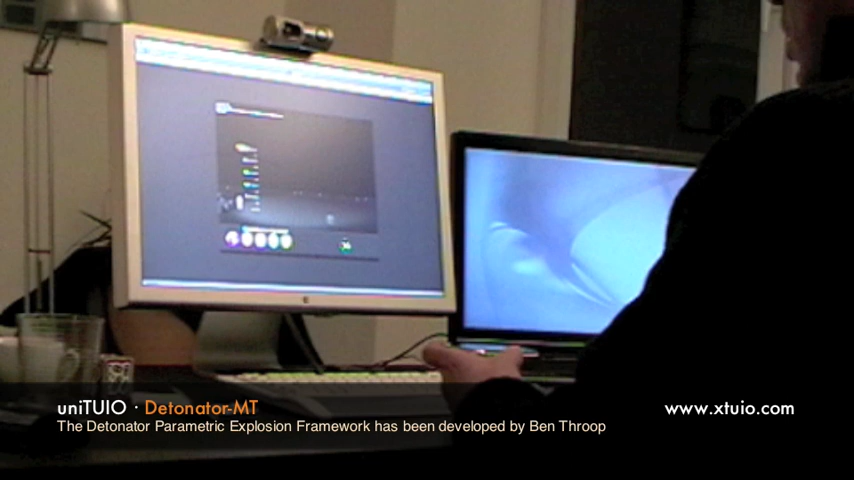 uniTUIO · Detonator-MT
www.xtuio.com
The Detonator Parametric Explosion Framework has been developed by Ben Throop